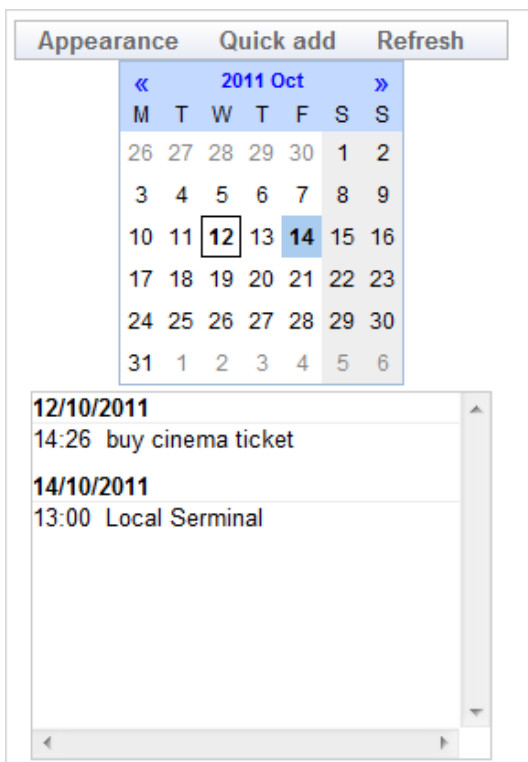 Appearance Quick add Refresh
« 2011 Oct »
M T W T F S S
26 27 28 29 30 1 2
3 4 5 6 7 8 9
10 11 12 13 14 15 16
17 18 19 20 21 22 23
24 25 26 27 28 29 30
31 1 2 3 4 5 6
12/10/2011
14:26 buy cinema ticket
14/10/2011
13:00 Local Serminal